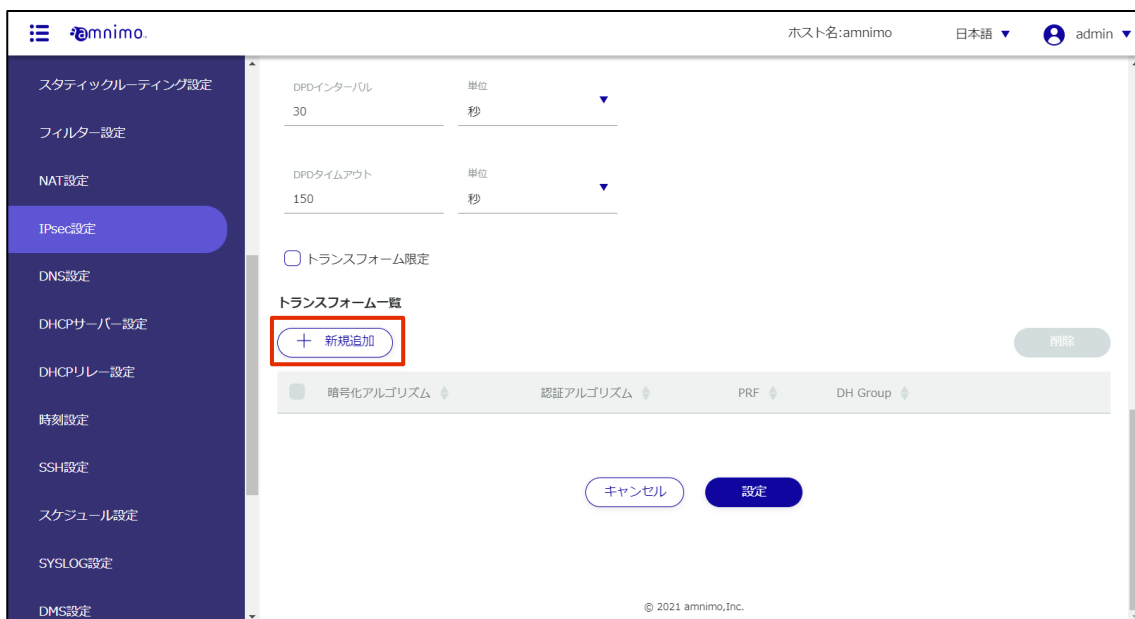 amnimo.
ホスト名:amnimo
日本語 ▼
admin ▼
スタティックルーティング設定
フィルター設定
NAT設定
IPsec設定
DNS設定
DHCPサーバー設定
DHCPリレー設定
時刻設定
SSH設定
スケジュール設定
SYSLOG設定
DMS設定
DPDインターバル 単位
30 秒
DPDタイムアウト 単位
150 秒
トランスフォーム限定
トランスフォーム一覧
＋ 新規追加
削除
暗号化アルゴリズム 認証アルゴリズム PRF DH Group
キャンセル 設定
© 2021 amnimo,Inc.